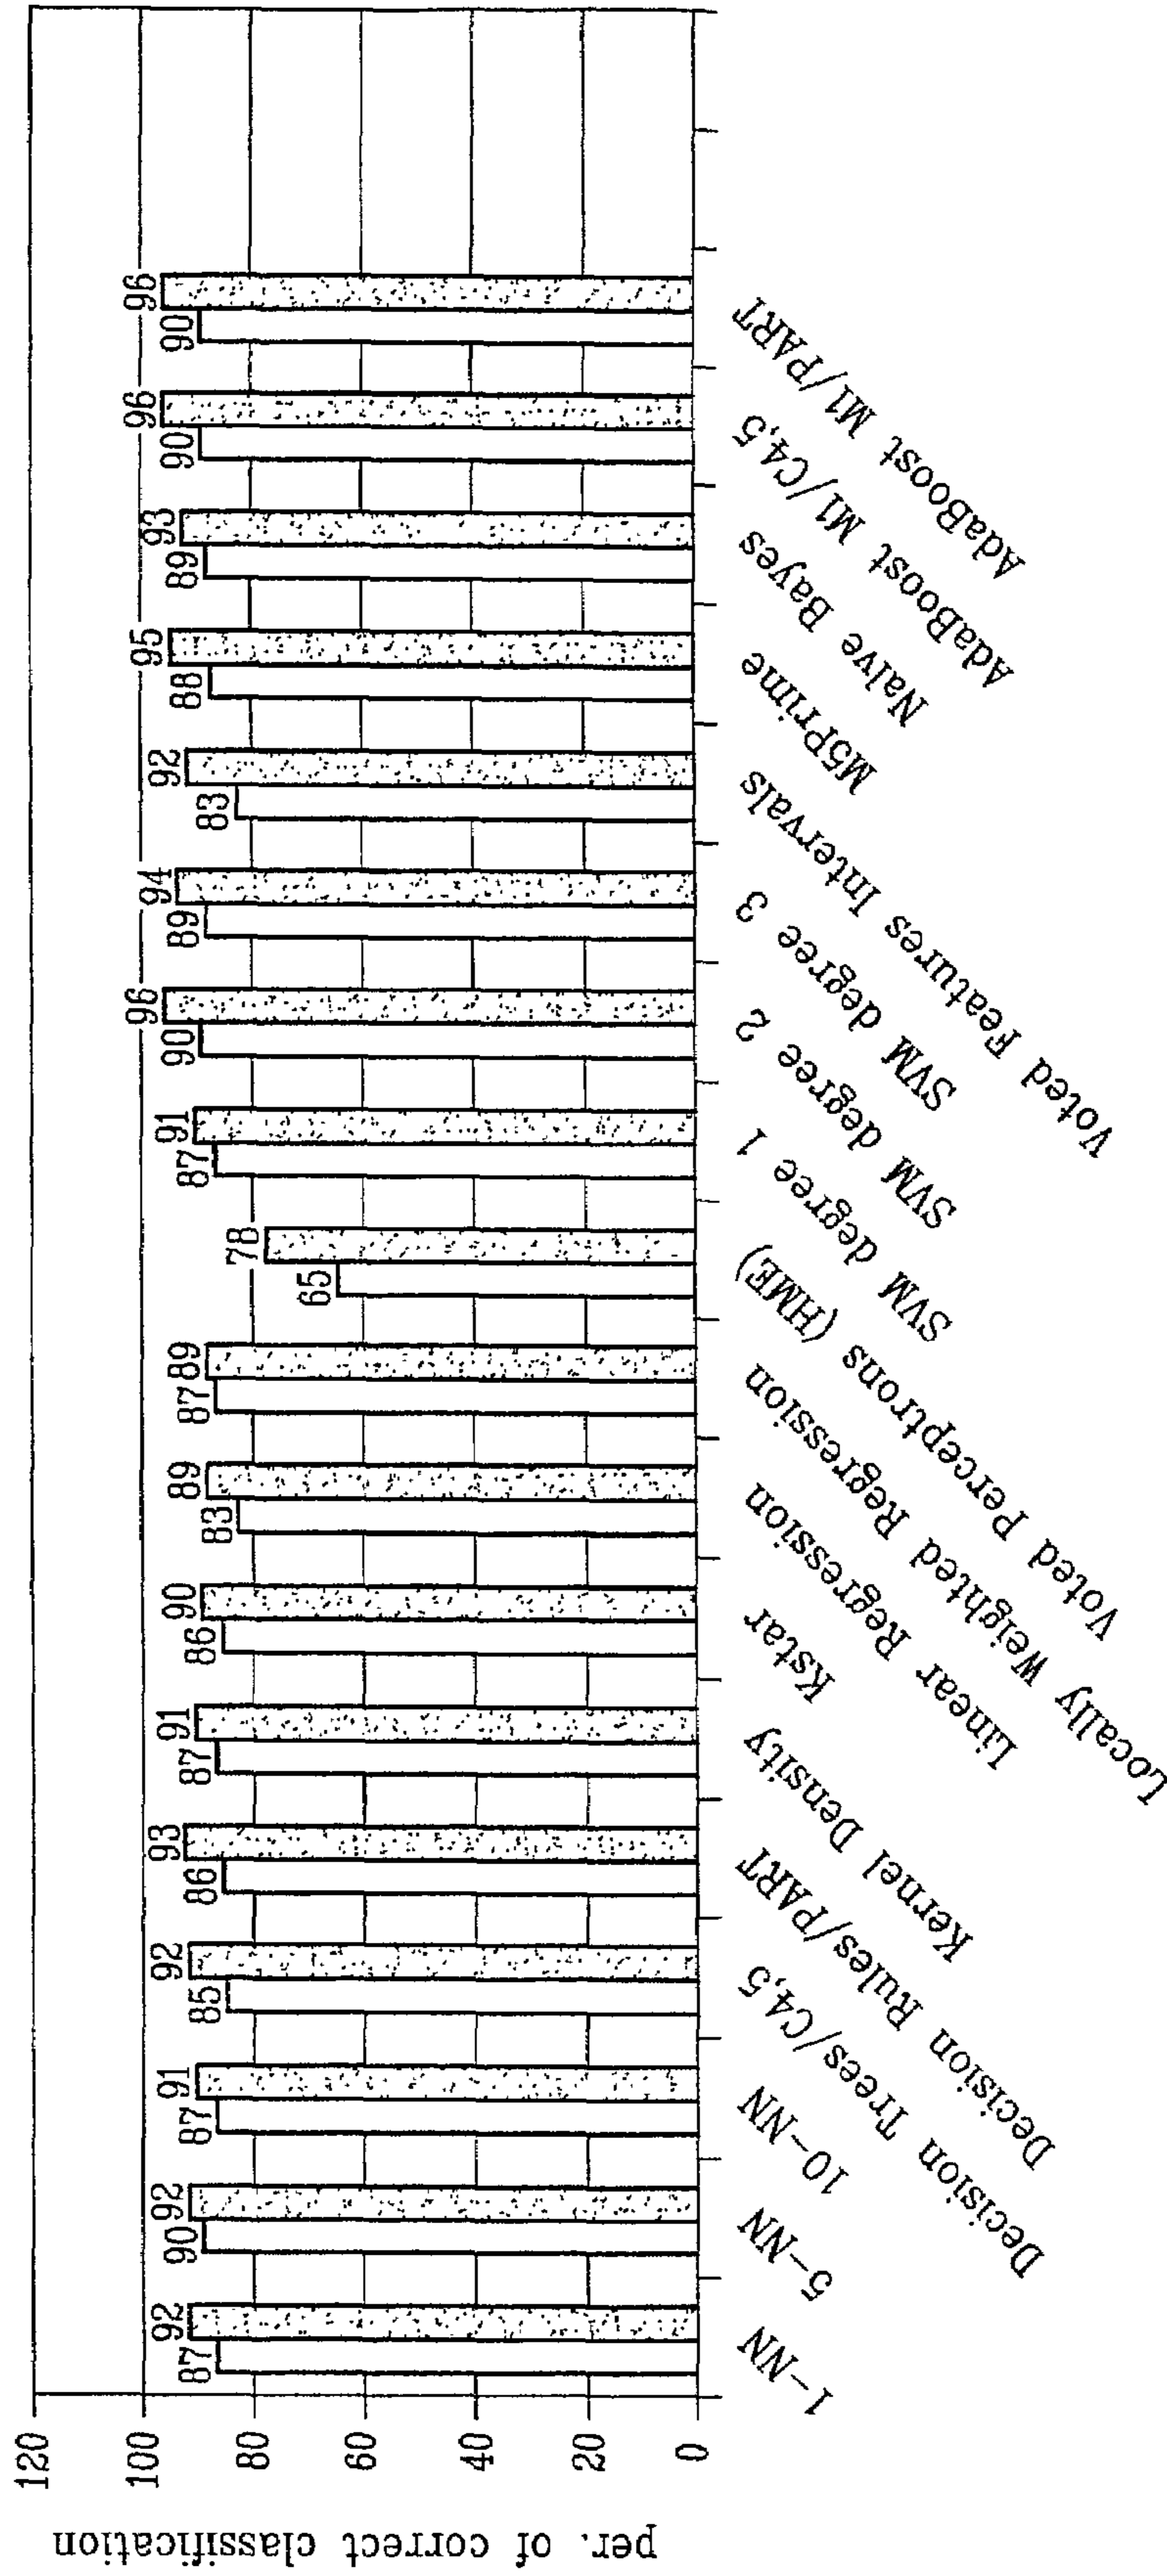 per. of correct classification
120
100
80
60
40
20
0
87 92
90 92
87 91
85 92
86 93
87 91
86 90
83 89
87 89
65 78
87 91
90 96
89 94
83 92
88 95
89 93
90 96
90 96
1-NN
5-NN
10-NN
Decision Trees/C4,5
Decision Rules/PART
Kernel Density
Kstar
Linear Regression
Locally Weighted Regression
Voted Perceptrons (HME)
SVM degree 1
SVM degree 2
SVM degree 3
Voted Features Intervals
M5Prime
Naive Bayes
AdaBoost M1/C4,5
AdaBoost M1/PART